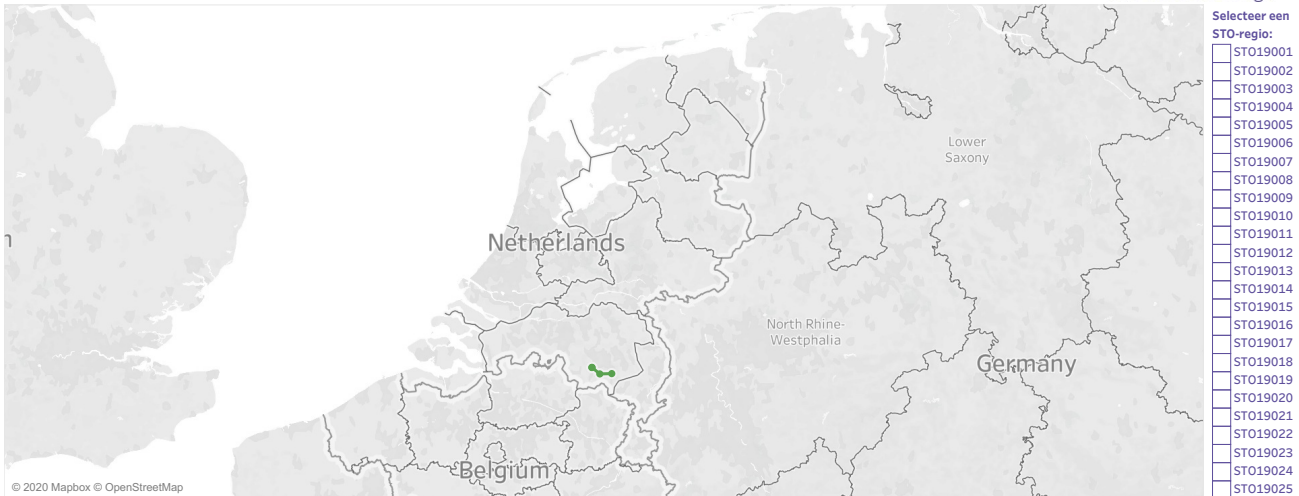 Selecteer een
STO-regio:
STO19001
STO19002
STO19003
STO19004
STO19005
STO19006
STO19007
STO19008
STO19009
STO19010
STO19011
STO19012
STO19013
STO19014
STO19015
STO19016
STO19017
STO19018
STO19019
STO19020
STO19021
STO19022
STO19023
STO19024
STO19025
Lower
Saxony
Netherlands
North Rhine-
Westphalia
Germany
Belgium
© 2020 Mapbox © OpenStreetMap